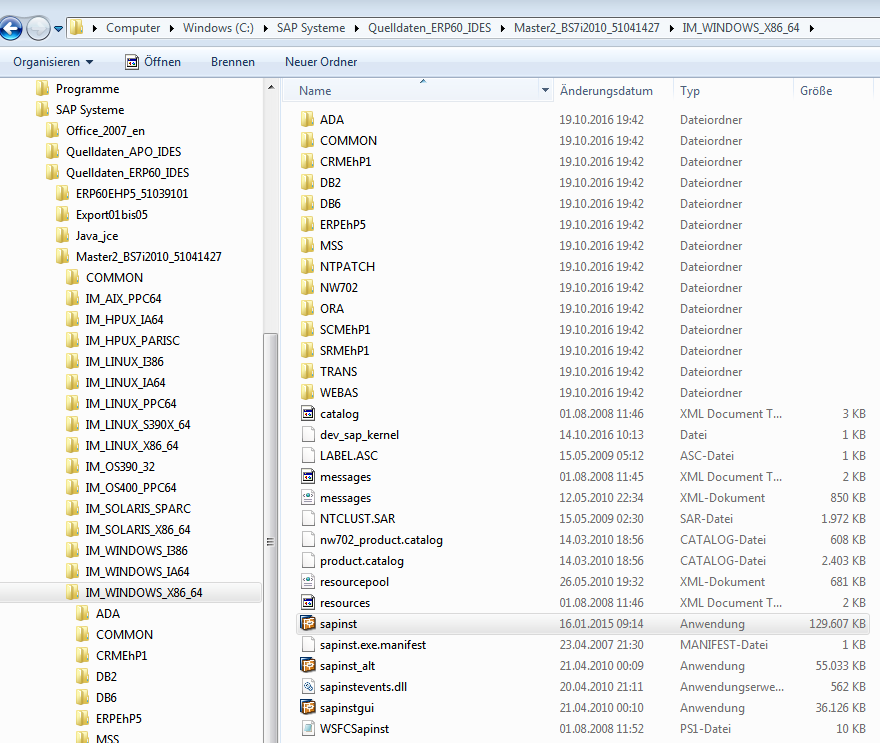 Computer Windows (C:) SAP Systeme Quelldaten_ERP60_IDES Master2_BS7i2010_51041427 IM_WINDOWS_X86_64
Organisieren Öffnen Brennen Neuer Ordner
Programme
SAP Systeme
Office_2007_en
Quelldaten_APO_IDES
Quelldaten_ERP60_IDES
ERP60EHP5_51039101
Export01bis05
Java_jce
Master2_BS7i2010_51041427
COMMON
IM_AIX_PPC64
IM_HPUX_IA64
IM_HPUX_PARISC
IM_LINUX_I386
IM_LINUX_IA64
IM_LINUX_PPC64
IM_LINUX_S390X_64
IM_LINUX_X86_64
IM_OS390_32
IM_OS400_PPC64
IM_SOLARIS_SPARC
IM_SOLARIS_X86_64
IM_WINDOWS_I386
IM_WINDOWS_IA64
IM_WINDOWS_X86_64
ADA
COMMON
CRMEhP1
DB2
DB6
ERPEhP5
MSS
Name Änderungsdatum Typ Größe
ADA 19.10.2016 19:42 Dateiordner
COMMON 19.10.2016 19:42 Dateiordner
CRMEhP1 19.10.2016 19:42 Dateiordner
DB2 19.10.2016 19:42 Dateiordner
DB6 19.10.2016 19:42 Dateiordner
ERPEhP5 19.10.2016 19:42 Dateiordner
MSS 19.10.2016 19:42 Dateiordner
NTPATCH 19.10.2016 19:42 Dateiordner
NW702 19.10.2016 19:42 Dateiordner
ORA 19.10.2016 19:42 Dateiordner
SCMEhP1 19.10.2016 19:42 Dateiordner
SRMEhP1 19.10.2016 19:42 Dateiordner
TRANS 19.10.2016 19:42 Dateiordner
WEBAS 19.10.2016 19:42 Dateiordner
catalog 01.08.2008 11:46 XML Document T... 3 KB
dev_sap_kernel 14.10.2016 10:13 Datei 1 KB
LABEL.ASC 15.05.2009 05:12 ASC-Datei 1 KB
messages 01.08.2008 11:45 XML Document T... 2 KB
messages 12.05.2010 22:34 XML-Dokument 850 KB
NTCLUST.SAR 15.05.2009 02:30 SAR-Datei 1.972 KB
nw702_product.catalog 14.03.2010 18:56 CATALOG-Datei 608 KB
product.catalog 14.03.2010 18:56 CATALOG-Datei 2.403 KB
resourcepool 26.05.2010 19:32 XML-Dokument 681 KB
resources 01.08.2008 11:46 XML Document T... 2 KB
sapinst 16.01.2015 09:14 Anwendung 129.607 KB
sapinst.exe.manifest 23.04.2007 21:30 MANIFEST-Datei 1 KB
sapinst_alt 21.04.2010 00:09 Anwendung 55.033 KB
sapinstevents.dll 20.04.2010 21:11 Anwendungserwe... 562 KB
sapinstgui 21.04.2010 00:10 Anwendung 36.126 KB
WSFCSapinst 01.08.2008 11:52 PS1-Datei 10 KB